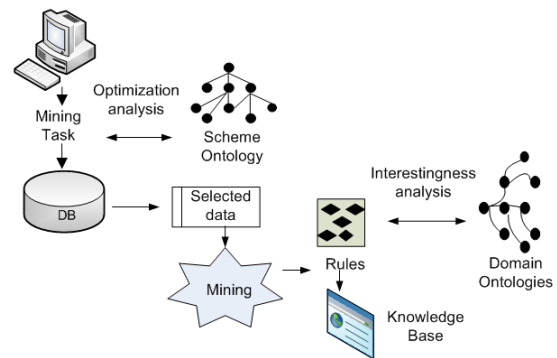 Optimization
analysis
Mining
Task
Scheme
Ontology
DB
Selected
data
Interestingness
analysis
Mining
Rules
Domain
Ontologies
Knowledge
Base